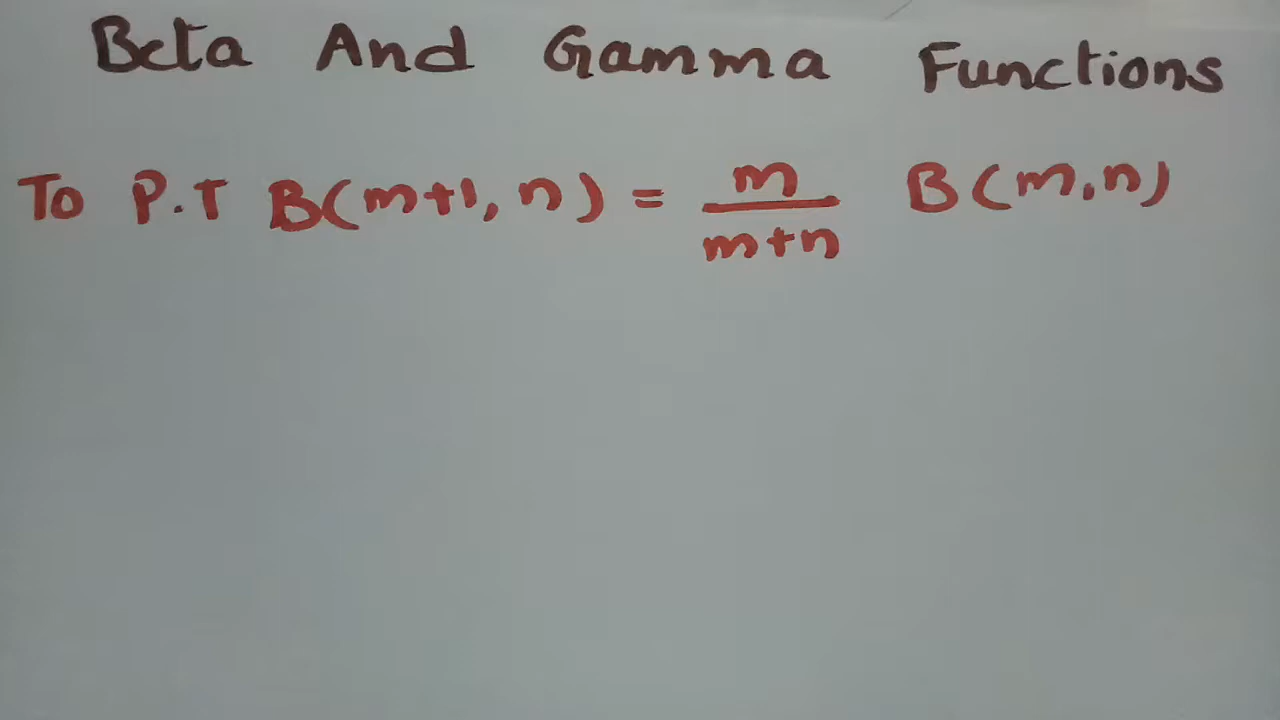 Beta And Gamma Functions
To P.T B(m+1, n) = m/m+n B(m,n)